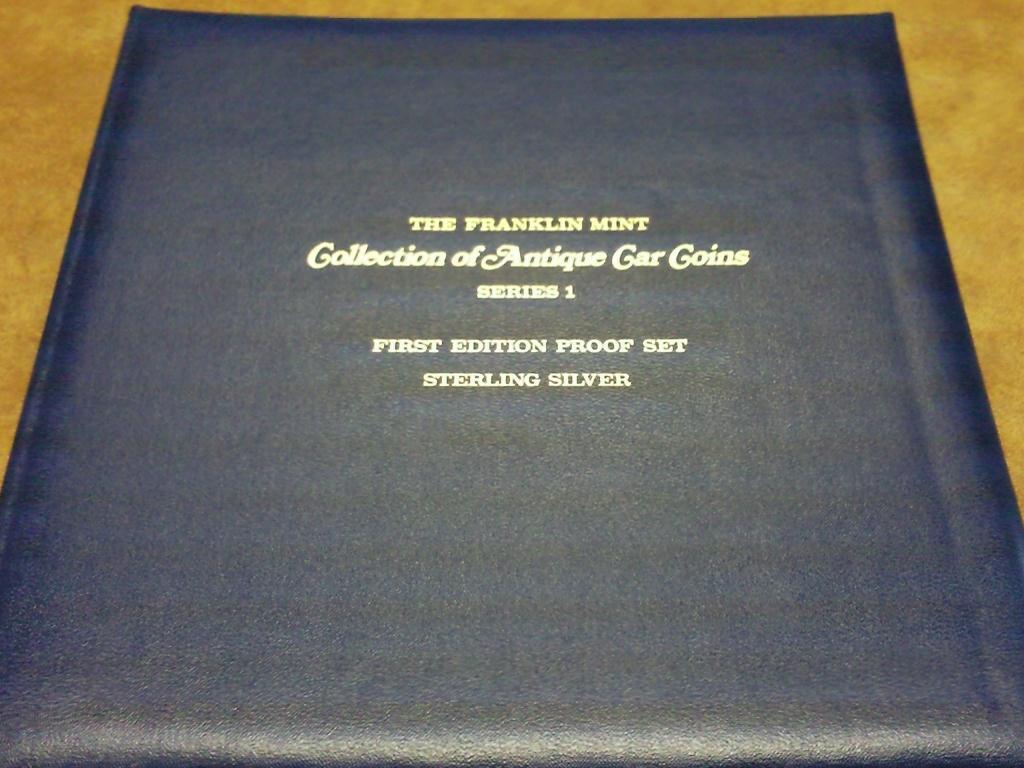 THE FRANKLIN MINT
Collection of Antique Car Coins
SERIES 1
FIRST EDITION PROOF SET
STERLING SILVER